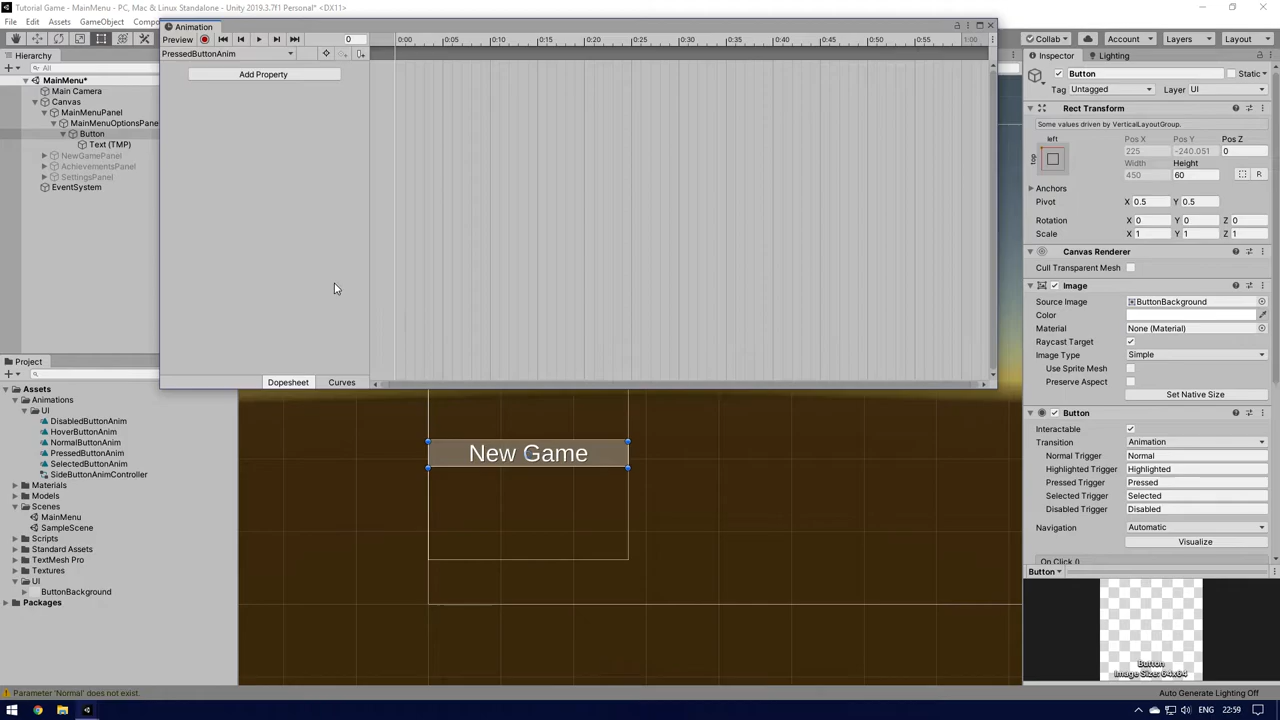 Tutorial Game - MainMenu - PC, Mac & Linux Standalone - Unity 2019.3.7f1 Personal* <DX11>
File Edit Assets GameObject Compo
Collab Account Layers Layout
Animation
Preview 0
0:00 0:05 0:10 0:15 0:20 0:25 0:30 0:35 0:40 0:45 0:50 0:55 1:00
PressedButtonAnim
Add Property
Dopesheet Curves
Hierarchy
All
MainMenu*
Main Camera
Canvas
MainMenuPanel
MainMenuOptionsPane
Button
Text (TMP)
NewGamePanel
AchievementsPanel
SettingsPanel
EventSystem
Project
Assets
Animations
UI
DisabledButtonAnim
HoverButtonAnim
NormalButtonAnim
PressedButtonAnim
SelectedButtonAnim
SideButtonAnimController
Materials
Models
Scenes
MainMenu
SampleScene
Scripts
Standard Assets
TextMesh Pro
Textures
UI
ButtonBackground
Packages
New Game
Inspector Lighting
Button Static
Tag Untagged Layer UI
Rect Transform
Some values driven by VerticalLayoutGroup.
left Pos X Pos Y Pos Z
top 225 -240.051 0
Width Height
450 60 R
Anchors
Pivot X 0.5 Y 0.5
Rotation X 0 Y 0 Z 0
Scale X 1 Y 1 Z 1
Canvas Renderer
Cull Transparent Mesh
Image
Source Image ButtonBackground
Color
Material None (Material)
Raycast Target
Image Type Simple
Use Sprite Mesh
Preserve Aspect
Set Native Size
Button
Interactable
Transition Animation
Normal Trigger Normal
Highlighted Trigger Highlighted
Pressed Trigger Pressed
Selected Trigger Selected
Disabled Trigger Disabled
Navigation Automatic
Visualize
On Click ()
Button
Button
Image Size: 64x64
Parameter 'Normal' does not exist.
Auto Generate Lighting Off
ENG 22:59